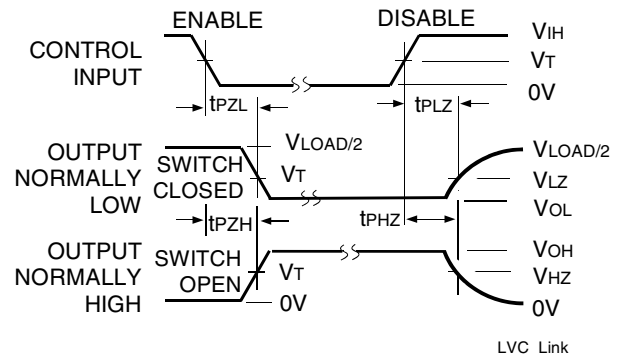 ENABLE DISABLE
CONTROL INPUT
VIH
VT
0V
tPZL tPLZ
OUTPUT NORMALLY LOW
SWITCH CLOSED
VLOAD/2
VT
VLOAD/2
VLZ
VOL
tPZH tPHZ
OUTPUT NORMALLY HIGH
SWITCH OPEN
VT
0V
VOH
VHZ
0V
LVC Link